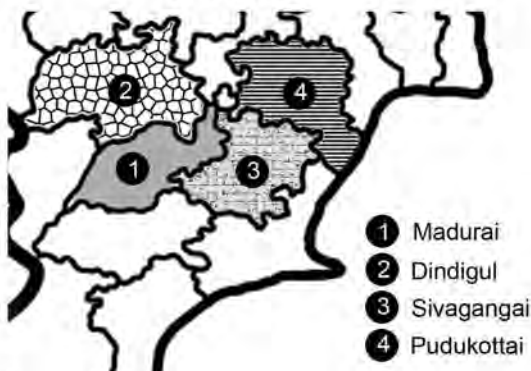 2
4
1
3
1 Madurai
2 Dindigul
3 Sivagangai
4 Pudukottai